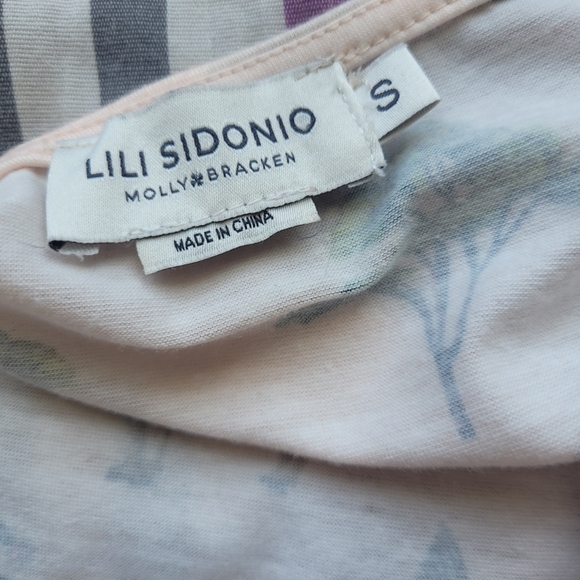 LILI SIDONIO
MOLLY✽BRACKEN
S
MADE IN CHINA